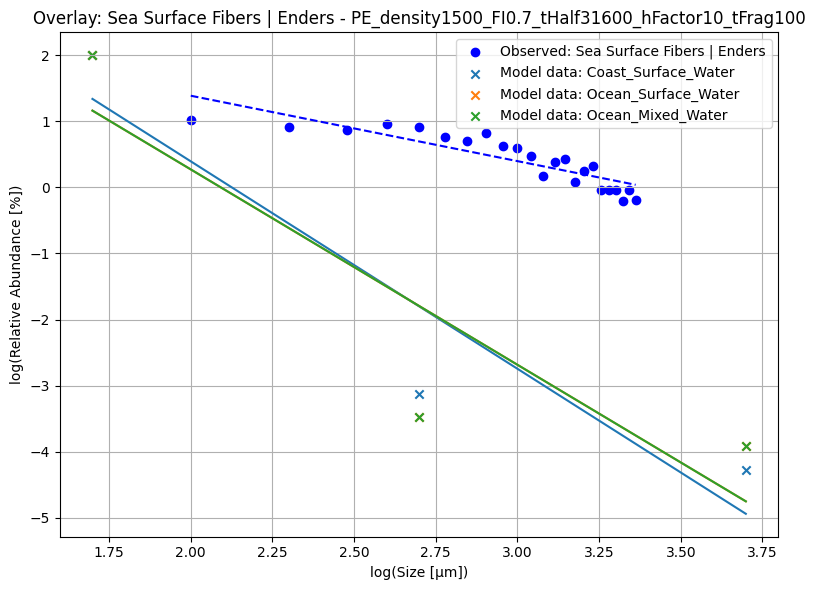 Overlay: Sea Surface Fibers | Enders - PE_density1500_FI0.7_tHalf31600_hFactor10_tFrag100
Observed: Sea Surface Fibers | Enders
Model data: Coast_Surface_Water
Model data: Ocean_Surface_Water
Model data: Ocean_Mixed_Water
log(Relative Abundance [%])
2
1
0
−1
−2
−3
−4
−5
1.75
2.00
2.25
2.50
2.75
3.00
3.25
3.50
3.75
log(Size [μm])